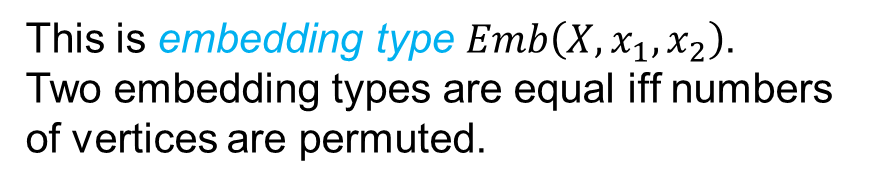 This is embedding type Emb(X, x₁, x₂).
Two embedding types are equal iff numbers
of vertices are permuted.